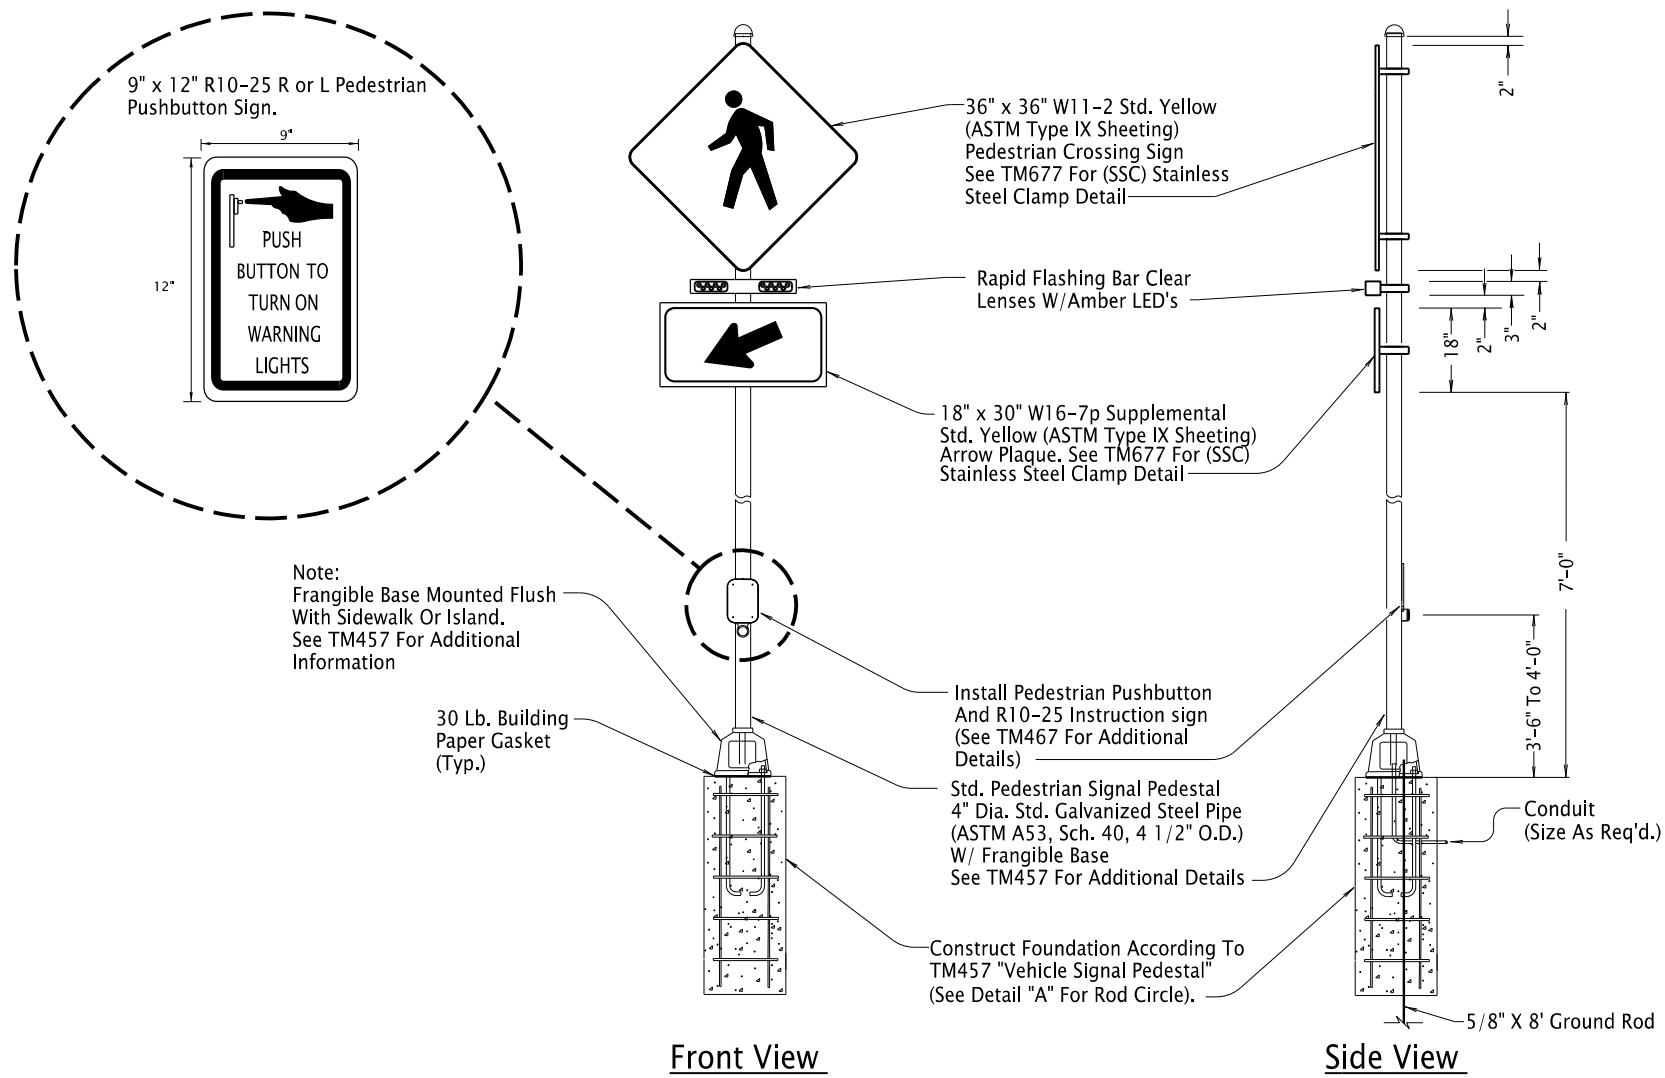 9" x 12" R10-25 R or L Pedestrian
Pushbutton Sign.
9"
12"
PUSH
BUTTON TO
TURN ON
WARNING
LIGHTS
36" x 36" W11-2 Std. Yellow
(ASTM Type IX Sheeting)
Pedestrian Crossing Sign
See TM677 For (SSC) Stainless
Steel Clamp Detail
Rapid Flashing Bar Clear
Lenses W/Amber LED's
18" x 30" W16-7p Supplemental
Std. Yellow (ASTM Type IX Sheeting)
Arrow Plaque. See TM677 For (SSC)
Stainless Steel Clamp Detail
Note:
Frangible Base Mounted Flush
With Sidewalk Or Island.
See TM457 For Additional
Information
30 Lb. Building
Paper Gasket
(Typ.)
Install Pedestrian Pushbutton
And R10-25 Instruction sign
(See TM467 For Additional
Details)
Std. Pedestrian Signal Pedestal
4" Dia. Std. Galvanized Steel Pipe
(ASTM A53, Sch. 40, 4 1/2" O.D.)
W/ Frangible Base
See TM457 For Additional Details
Construct Foundation According To
TM457 "Vehicle Signal Pedestal"
(See Detail "A" For Rod Circle).
Front View
2"
18"
2"
3"
2"
7'-0"
3'-6" To 4'-0"
Conduit
(Size As Req'd.)
5/8" X 8' Ground Rod
Side View